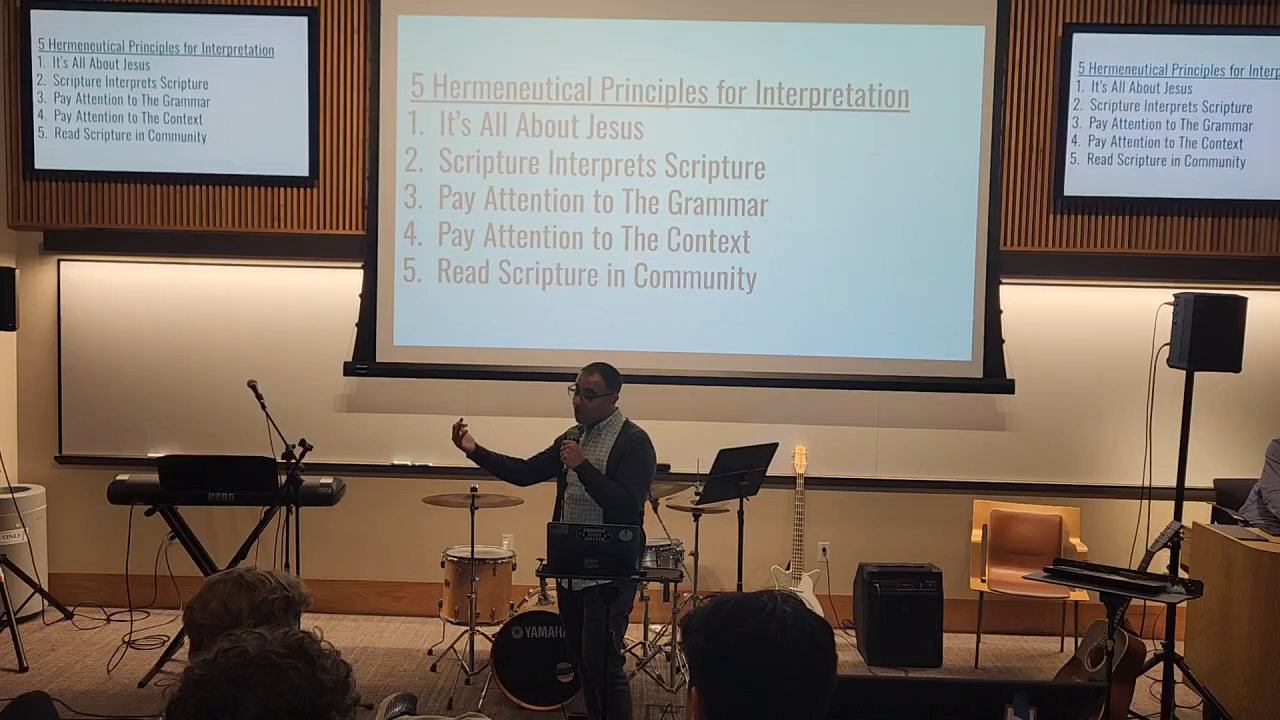 5 Hermeneutical Principles for Interpretation
1. It's All About Jesus
2. Scripture Interprets Scripture
3. Pay Attention to The Grammar
4. Pay Attention to The Context
5. Read Scripture in Community
5 Hermeneutical Principles for Interpretation
1. It's All About Jesus
2. Scripture Interprets Scripture
3. Pay Attention to The Grammar
4. Pay Attention to The Context
5. Read Scripture in Community
5 Hermeneutical Principles for Interp
1. It's All About Jesus
2. Scripture Interprets Scripture
3. Pay Attention to The Grammar
4. Pay Attention to The Context
5. Read Scripture in Community
KORG
YAMAHA
ONLY